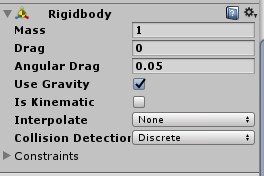 Rigidbody
Mass 1
Drag 0
Angular Drag 0.05
Use Gravity
Is Kinematic
Interpolate None
Collision Detection Discrete
Constraints